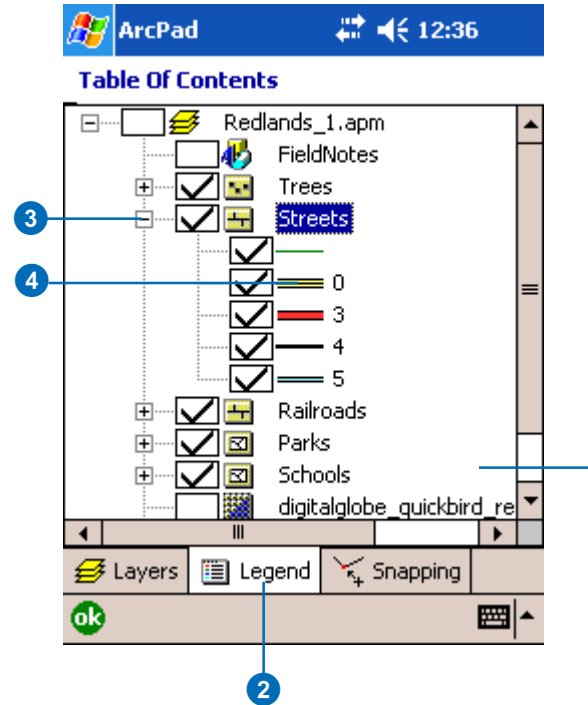 ArcPad 12:36
Table Of Contents
Redlands_1.apm
FieldNotes
Trees
3 Streets
4 0
3
4
5
Railroads
Parks
Schools
digitalglobe_quickbird_re
Layers Legend Snapping
ok
2